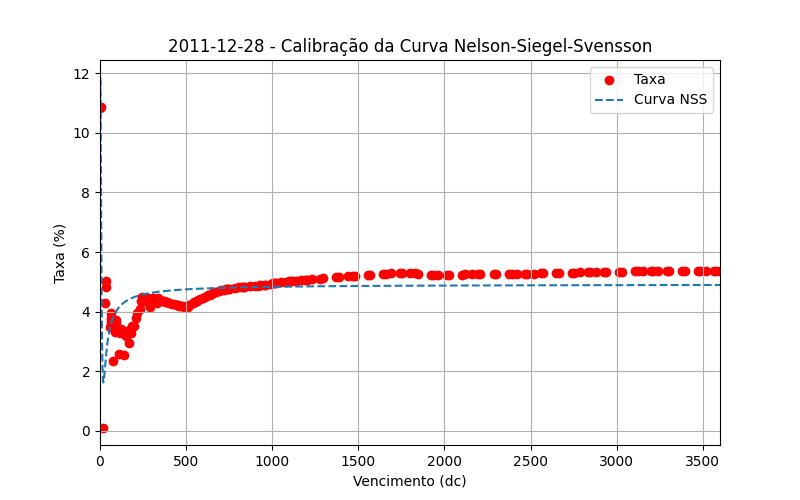 2011-12-28 - Calibração da Curva Nelson-Siegel-Svensson
Taxa
Curva NSS
Taxa (%)
12
10
8
6
4
2
0
0 500 1000 1500 2000 2500 3000 3500
Vencimento (dc)